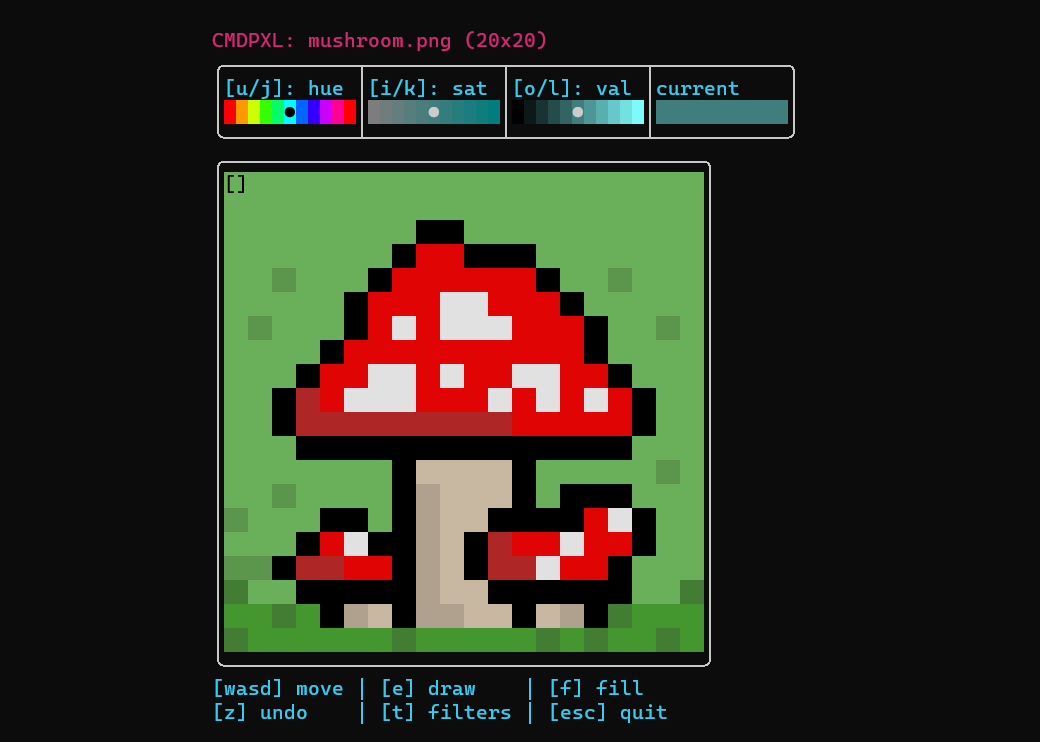 CMDPXL: mushroom.png (20x20)
[u/j]: hue [i/k]: sat [o/l]: val current
[]
[wasd] move | [e] draw | [f] fill
[z] undo | [t] filters | [esc] quit